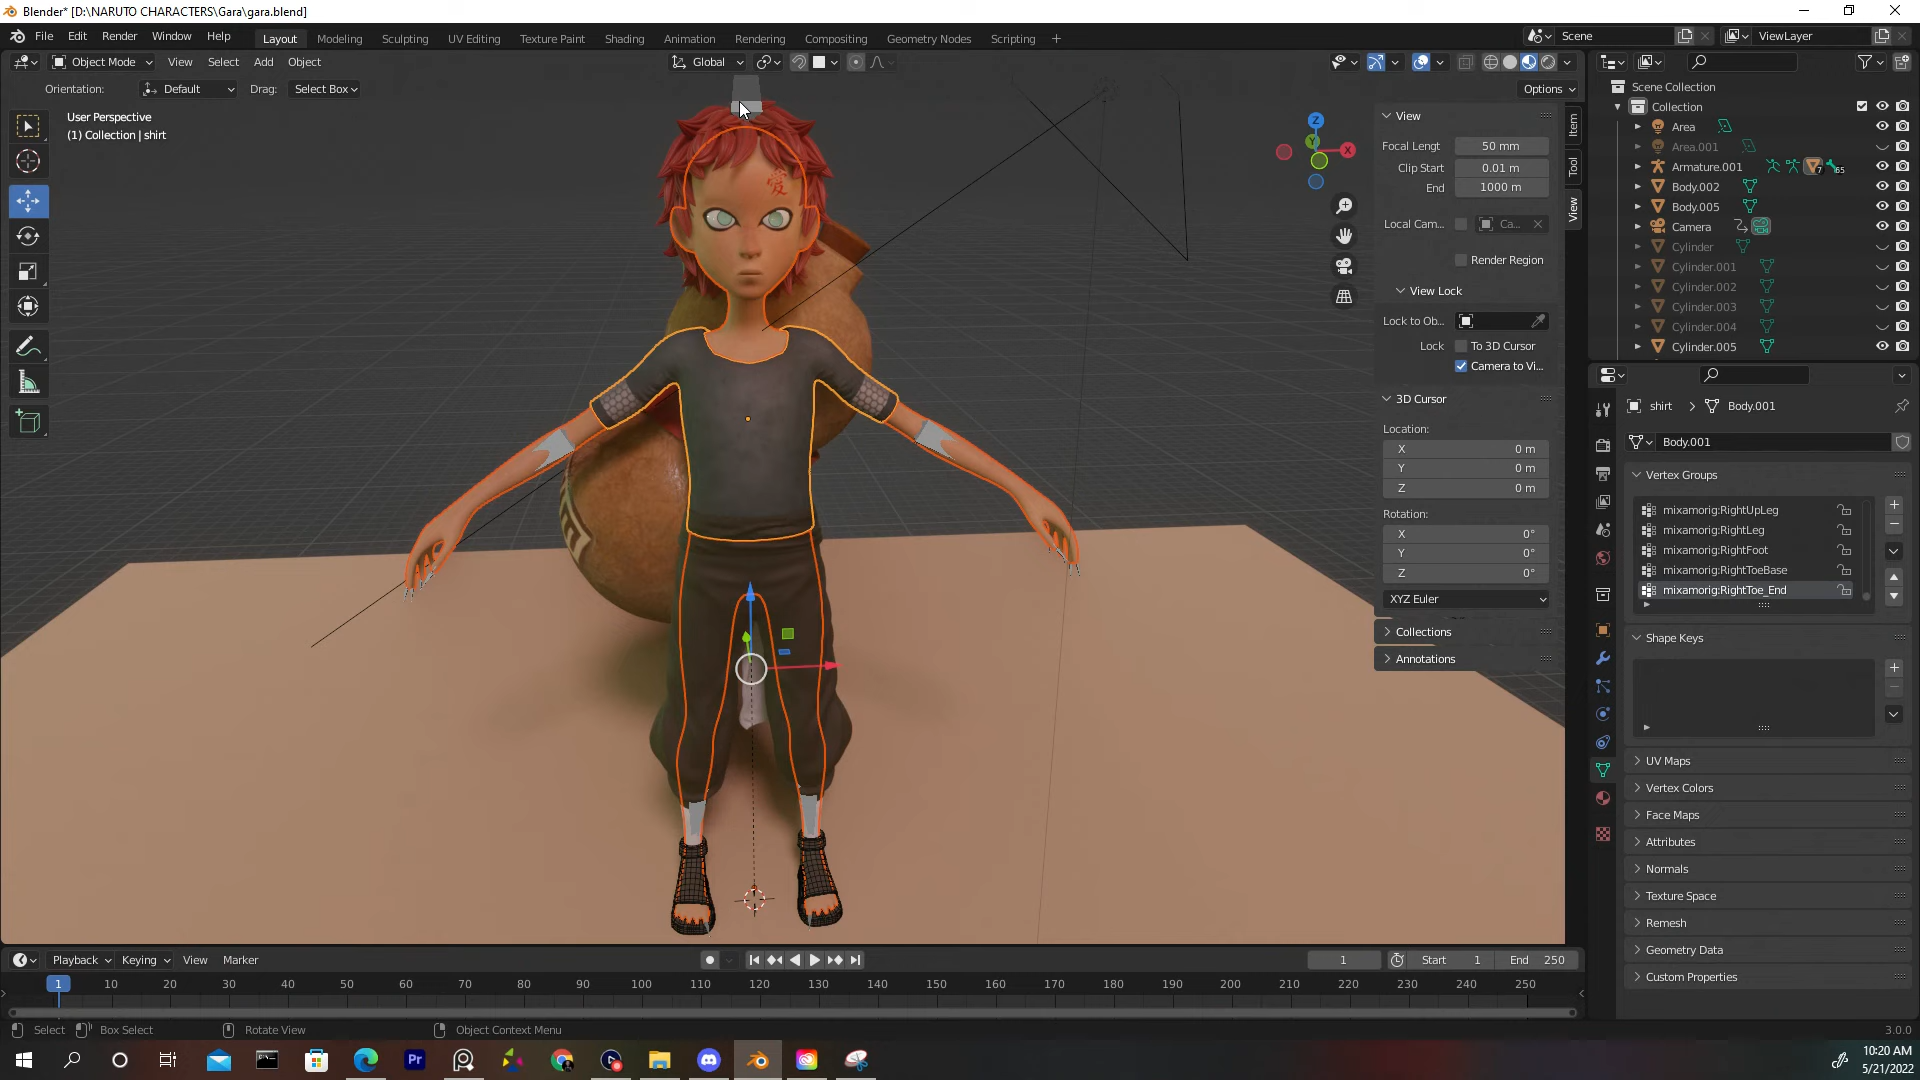 Blender* [D:\NARUTO CHARACTERS\Gara\gara.blend]
File Edit Render Window Help
Layout Modeling Sculpting UV Editing Texture Paint Shading Animation Rendering Compositing Geometry Nodes Scripting +
Scene
ViewLayer
Object Mode View Select Add Object
Global
Orientation: Default Drag: Select Box
Options
User Perspective
(1) Collection | shirt
愛
X
Y
Z
View
Focal Lengt 50 mm
Clip Start 0.01 m
End 1000 m
Local Cam... Ca...
Render Region
View Lock
Lock to Ob...
Lock To 3D Cursor
Camera to Vi...
3D Cursor
Location:
X 0 m
Y 0 m
Z 0 m
Rotation:
X 0°
Y 0°
Z 0°
XYZ Euler
Collections
Annotations
Item
Tool
View
Scene Collection
Collection
Area
Area.001
Armature.001 7 65
Body.002
Body.005
Camera
Cylinder
Cylinder.001
Cylinder.002
Cylinder.003
Cylinder.004
Cylinder.005
shirt > Body.001
Body.001
Vertex Groups
mixamorig:RightUpLeg
mixamorig:RightLeg
mixamorig:RightFoot
mixamorig:RightToeBase
mixamorig:RightToe_End
Shape Keys
UV Maps
Vertex Colors
Face Maps
Attributes
Normals
Texture Space
Remesh
Geometry Data
Custom Properties
Playback Keying View Marker
1 Start 1 End 250
1 10 20 30 40 50 60 70 80 90 100 110 120 130 140 150 160 170 180 190 200 210 220 230 240 250
Select Box Select Rotate View Object Context Menu
3.0.0
Pr
10:20 AM
5/21/2022